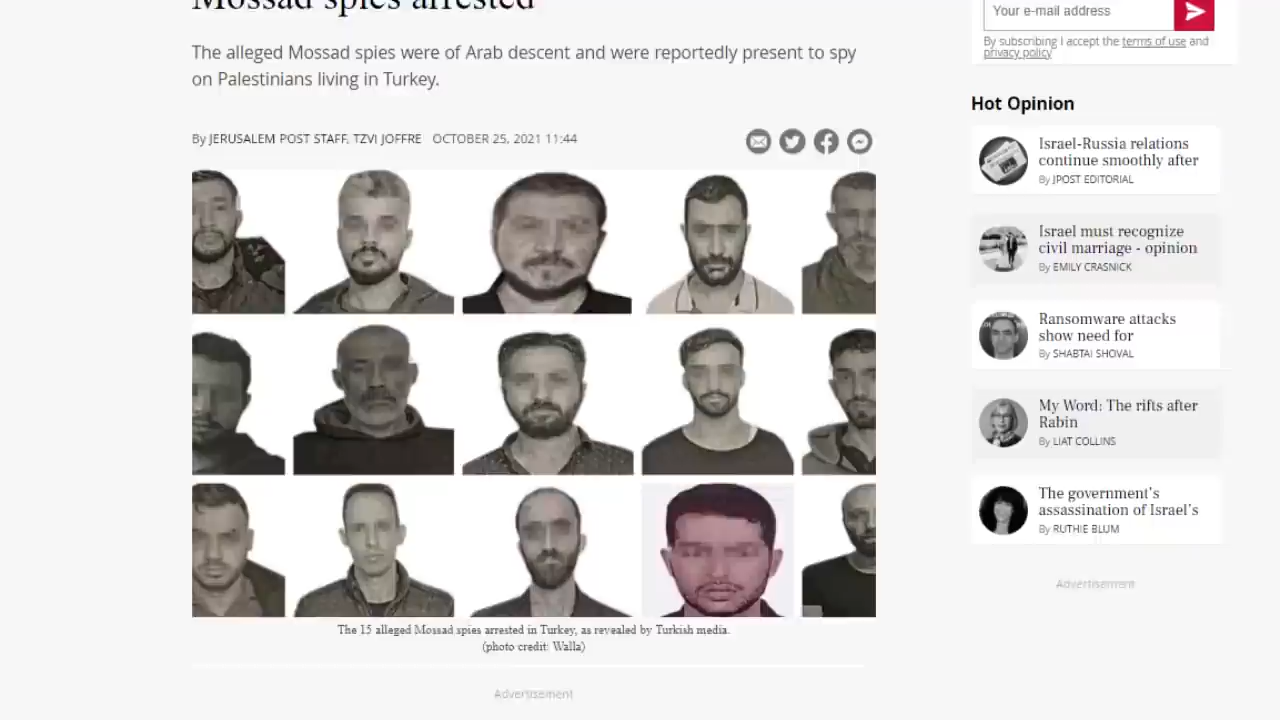 Mossad spies arrested
The alleged Mossad spies were of Arab descent and were reportedly present to spy
on Palestinians living in Turkey.
By JERUSALEM POST STAFF, TZVI JOFFRE OCTOBER 25, 2021 11:44
The 15 alleged Mossad spies arrested in Turkey, as revealed by Turkish media.
(photo credit: Walla)
Advertisement
Your e-mail address
By subscribing I accept the terms of use and
privacy policy
Hot Opinion
Israel-Russia relations
continue smoothly after
By JPOST EDITORIAL
Israel must recognize
civil marriage - opinion
By EMILY CRASNICK
Ransomware attacks
show need for
By SHABTAI SHOVAL
My Word: The rifts after
Rabin
By LIAT COLLINS
The government's
assassination of Israel's
By RUTHIE BLUM
Advertisement